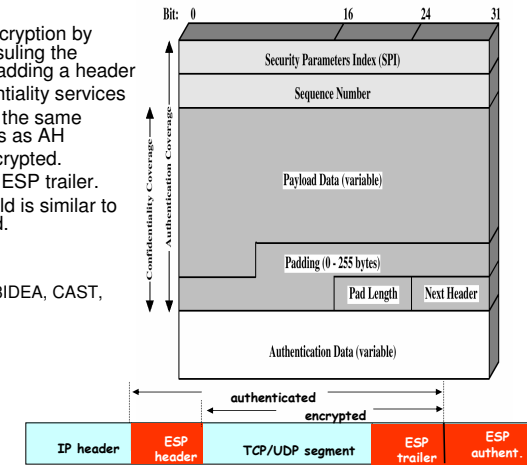 Bit: 0 16 24 31
cryption by
suling the
adding a header
ntiality services
the same
s as AH
crypted.
ESP trailer.
ld is similar to
d.
BIDEA, CAST,
Security Parameters Index (SPI)
Sequence Number
Confidentiality Coverage
Authentication Coverage
Payload Data (variable)
Padding (0 - 255 bytes)
Pad Length Next Header
Authentication Data (variable)
authenticated
encrypted
IP header
ESP
header
TCP/UDP segment
ESP
trailer
ESP
authent.